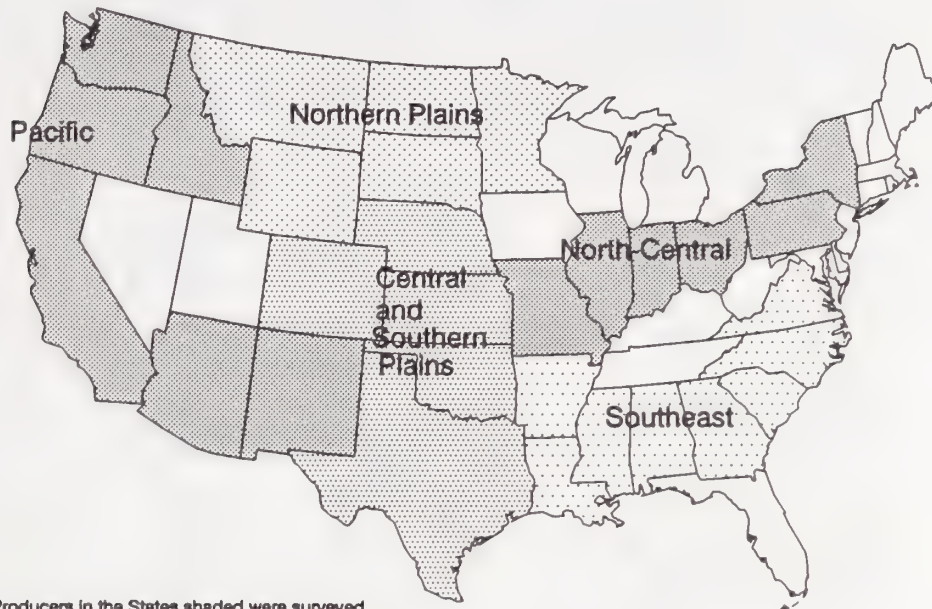 Northern Plains
Pacific
North-Central
Central
and
Southern
Plains
Southeast
Producers in the States shaded were surveyed